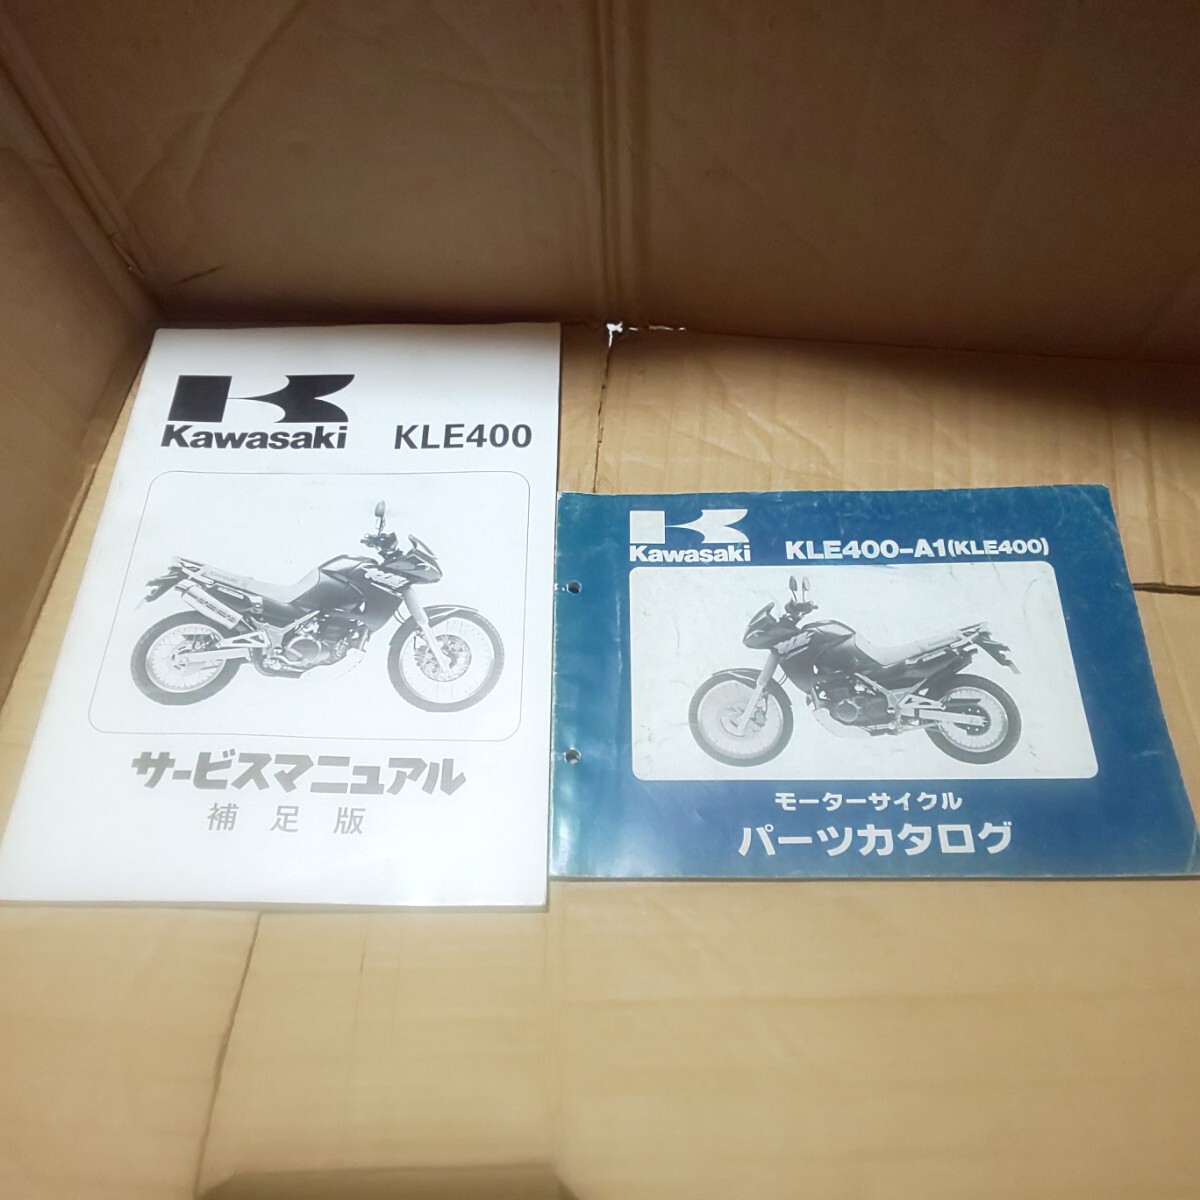 Kawasaki KLE400
サービスマニュアル
補足版
Kawasaki KLE400-A1(KLE400)
モーターサイクル
パーツカタログ